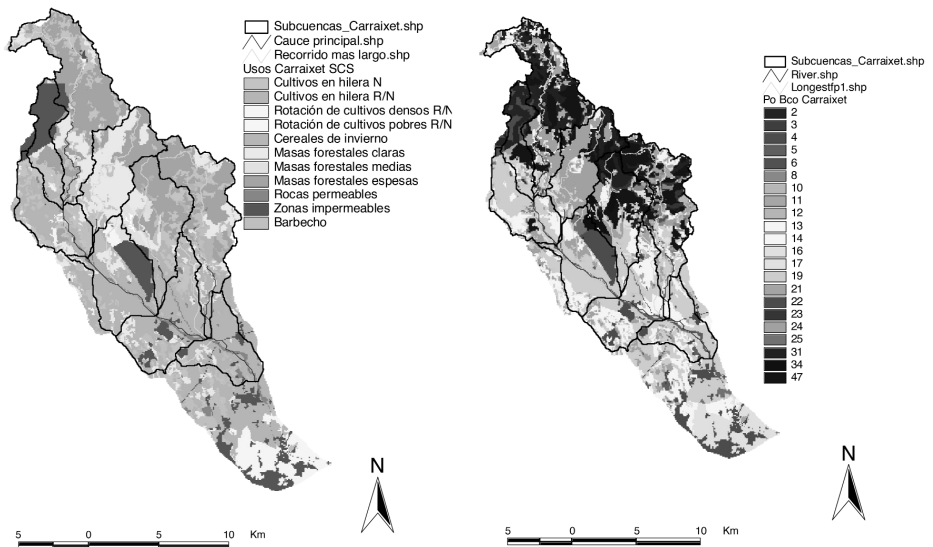 Subcuencas_Carraixet.shp
Cauce principal.shp
Recorrido mas largo.shp
Usos Carraixet SCS
Cultivos en hilera N
Cultivos en hilera R/N
Rotación de cultivos densos R/N
Rotación de cultivos pobres R/N
Cereales de invierno
Masas forestales claras
Masas forestales medias
Masas forestales espesas
Rocas permeables
Zonas impermeables
Barbecho
N
5 0 5 10 Km
Subcuencas_Carraixet.shp
River.shp
Longestfp1.shp
Po Bco Carraixet
2
3
4
5
6
8
10
11
12
13
14
16
17
19
21
22
23
24
25
31
34
47
N
5 0 5 10 Km